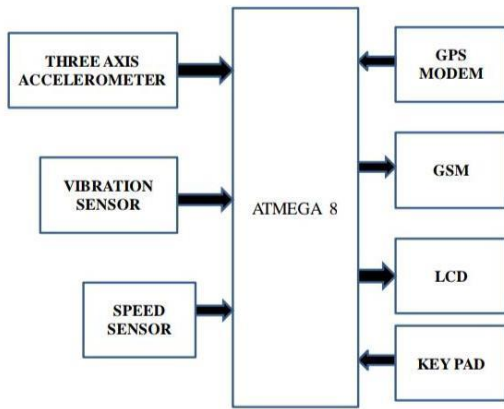 THREE AXIS
ACCELEROMETER
VIBRATION
SENSOR
SPEED
SENSOR
ATMEGA 8
GPS
MODEM
GSM
LCD
KEY PAD